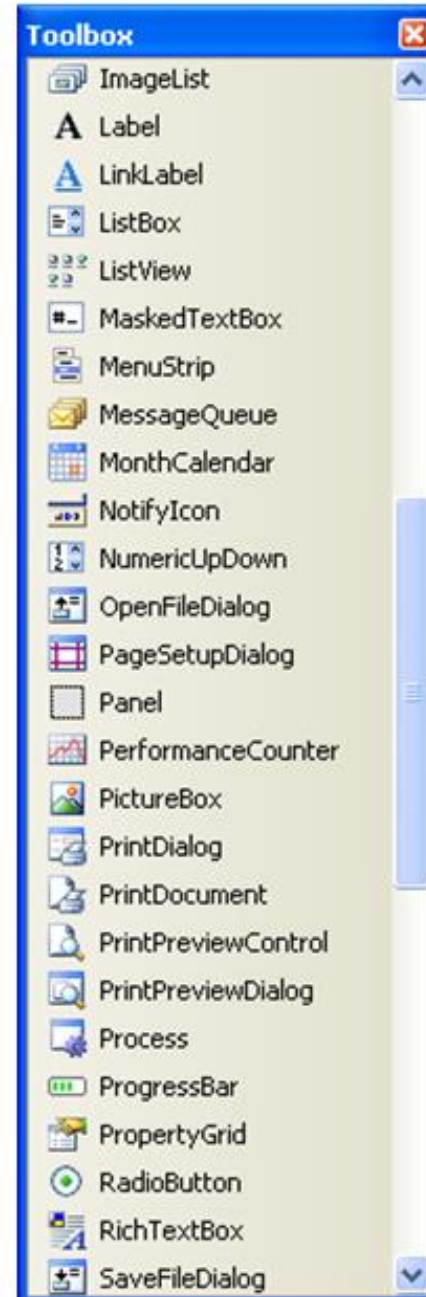 Toolbox
ImageList
Label
LinkLabel
ListBox
ListView
MaskedTextBox
MenuStrip
MessageQueue
MonthCalendar
NotifyIcon
NumericUpDown
OpenFileDialog
PageSetupDialog
Panel
PerformanceCounter
PictureBox
PrintDialog
PrintDocument
PrintPreviewControl
PrintPreviewDialog
Process
ProgressBar
PropertyGrid
RadioButton
RichTextBox
SaveFileDialog